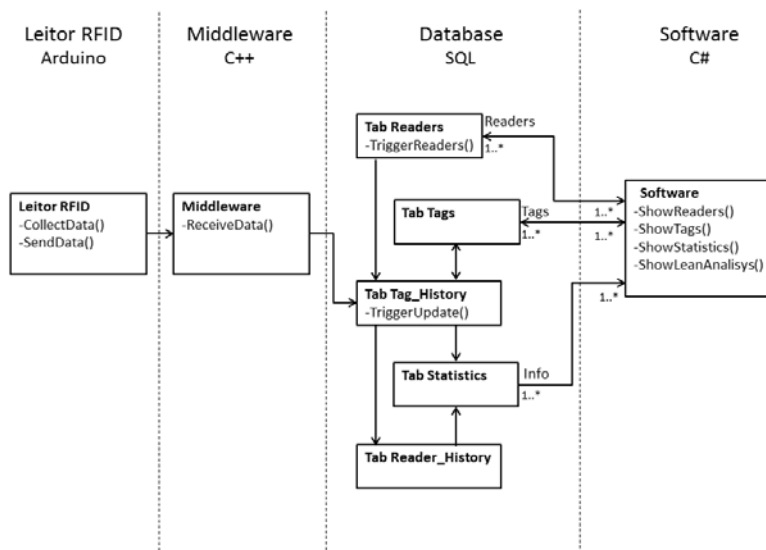 Leitor RFID
Arduino
Middleware
C++
Database
SQL
Software
C#
Leitor RFID
-CollectData()
-SendData()
Middleware
-ReceiveData()
Tab Readers
-TriggerReaders()
Readers
1..*
Tab Tags
Tags
1..*
Tab Tag_History
-TriggerUpdate()
Tab Statistics
Info
1..*
Tab Reader_History
1..*
1..*
1..*
Software
-ShowReaders()
-ShowTags()
-ShowStatistics()
-ShowLeanAnalisys()